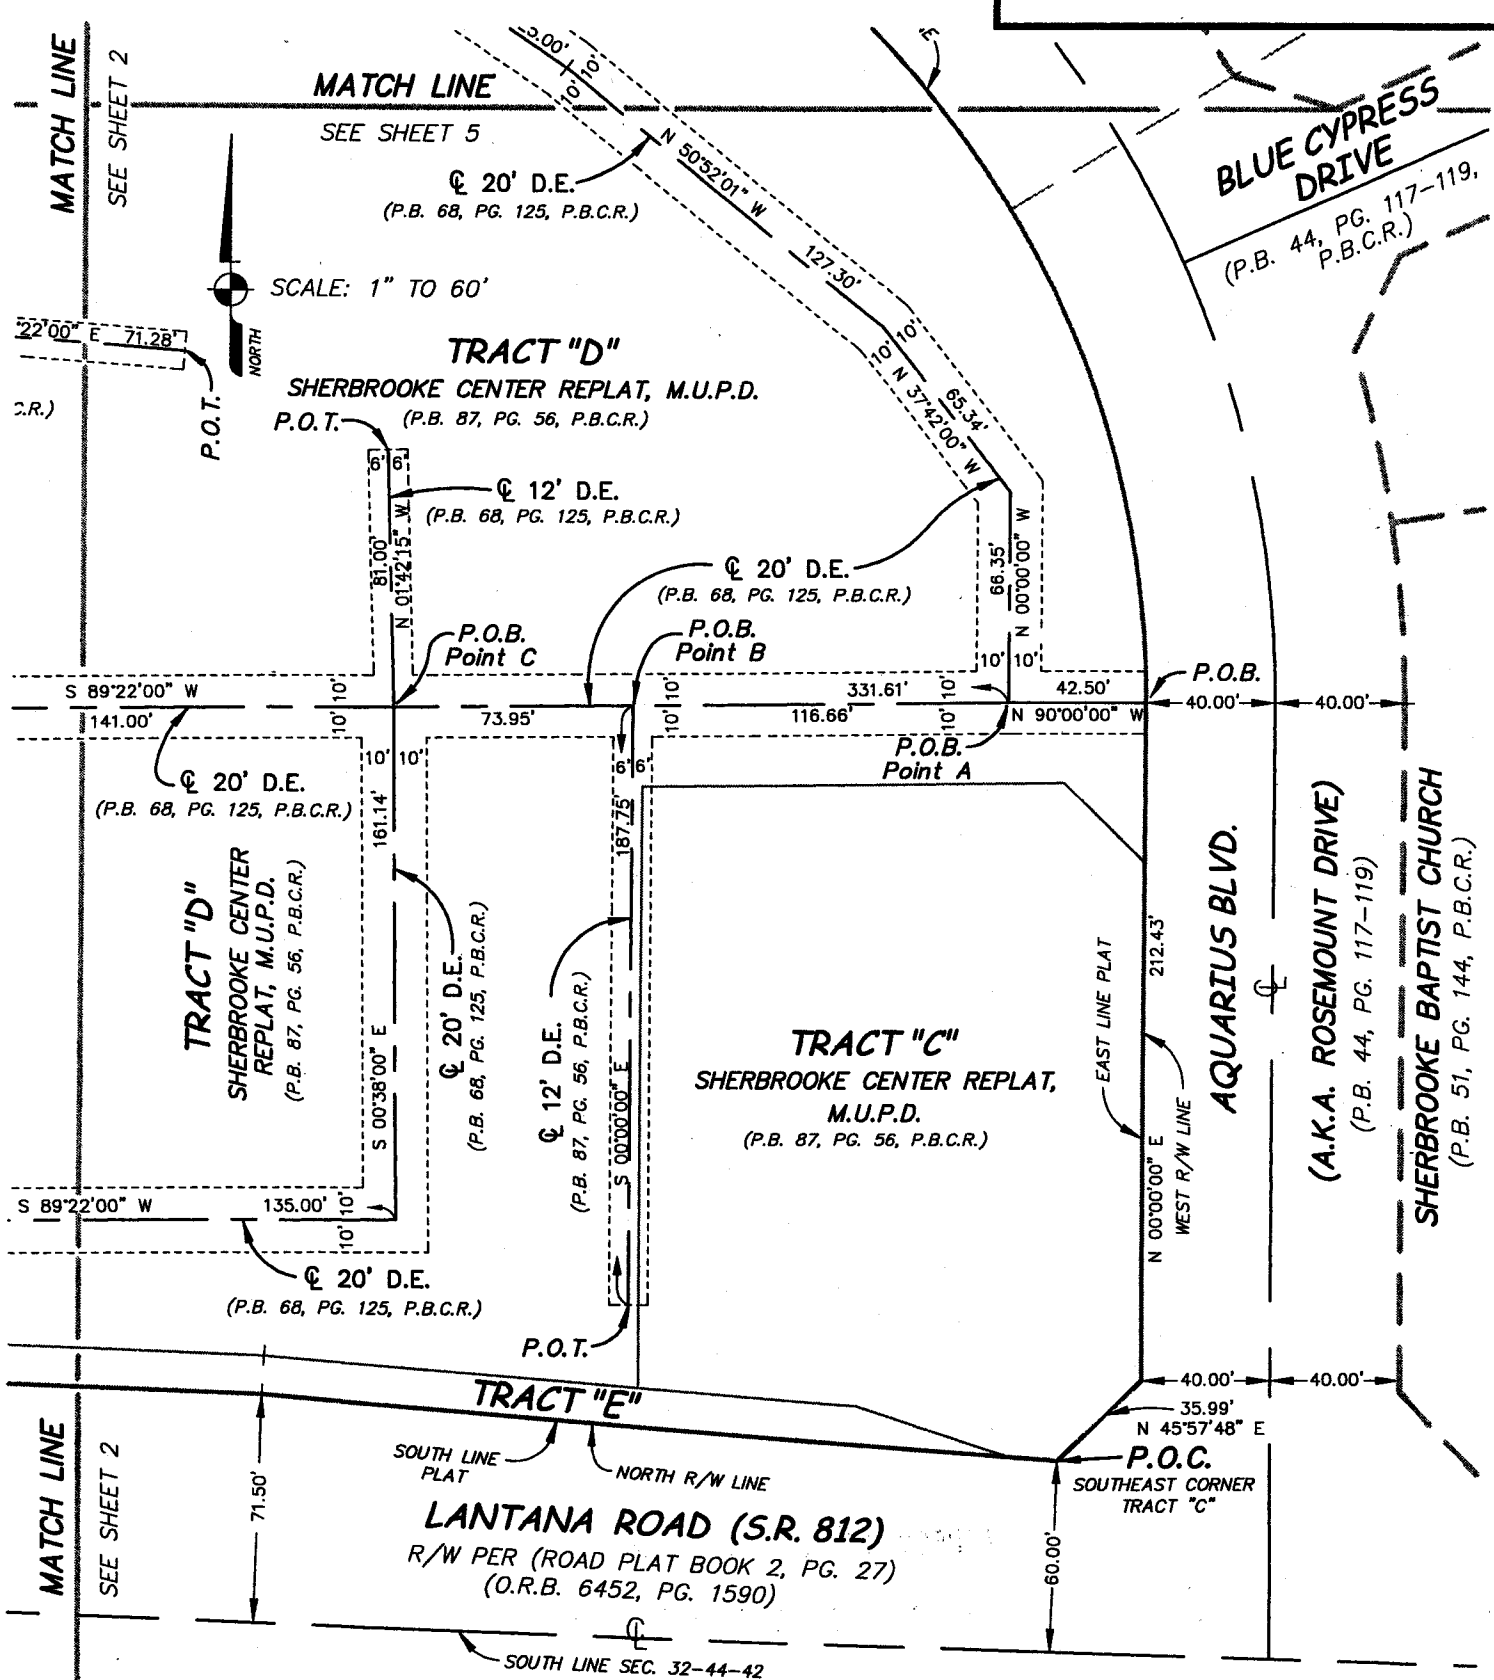 MATCH LINE
SEE SHEET 2
MATCH LINE
SEE SHEET 5
5.00'
10' 10'
10' 10'
N 50°52'01" W
127.30'
℄ 20' D.E.
(P.B. 68, PG. 125, P.B.C.R.)
BLUE CYPRESS
DRIVE
(P.B. 44, PG. 117-119,
P.B.C.R.)
SCALE: 1" TO 60'
NORTH
22'00" E 71.28'
P.O.T.
C.R.)
TRACT "D"
SHERBROOKE CENTER REPLAT, M.U.P.D.
(P.B. 87, PG. 56, P.B.C.R.)
10' 10'
10' 10'
N 37°42'00" W
65.34'
P.O.T.
6' 6'
℄ 12' D.E.
(P.B. 68, PG. 125, P.B.C.R.)
81.00'
N 01°42'15" W
℄ 20' D.E.
(P.B. 68, PG. 125, P.B.C.R.)
66.35'
N 00°00'00" W
P.O.B.
Point C
P.O.B.
Point B
10' 10'
P.O.B.
S 89°22'00" W
141.00'
10' 10'
10' 10'
73.95'
10' 10'
10' 10'
331.61'
116.66'
10' 10'
42.50'
N 90°00'00" W
40.00'
40.00'
P.O.B.
Point A
℄ 20' D.E.
(P.B. 68, PG. 125, P.B.C.R.)
10' 10'
6' 6'
161.14'
187.75'
TRACT "D"
SHERBROOKE CENTER
REPLAT, M.U.P.D.
(P.B. 87, PG. 56, P.B.C.R.)
S 00°38'00" E
℄ 20' D.E.
(P.B. 68, PG. 125, P.B.C.R.)
℄ 12' D.E.
(P.B. 87, PG. 56, P.B.C.R.)
S 00°00'00" E
TRACT "C"
SHERBROOKE CENTER REPLAT,
M.U.P.D.
(P.B. 87, PG. 56, P.B.C.R.)
EAST LINE PLAT
212.43'
N 00°00'00" E
WEST R/W LINE
AQUARIUS BLVD.
℄
(A.K.A. ROSEMOUNT DRIVE)
(P.B. 44, PG. 117-119)
SHERBROOKE BAPTIST CHURCH
(P.B. 51, PG. 144, P.B.C.R.)
S 89°22'00" W 135.00'
10' 10'
℄ 20' D.E.
(P.B. 68, PG. 125, P.B.C.R.)
P.O.T.
TRACT "E"
40.00'
40.00'
35.99'
N 45°57'48" E
P.O.C.
SOUTHEAST CORNER
TRACT "C"
SOUTH LINE
PLAT
NORTH R/W LINE
71.50'
60.00'
MATCH LINE
SEE SHEET 2
LANTANA ROAD (S.R. 812)
R/W PER (ROAD PLAT BOOK 2, PG. 27)
(O.R.B. 6452, PG. 1590)
℄
SOUTH LINE SEC. 32-44-42